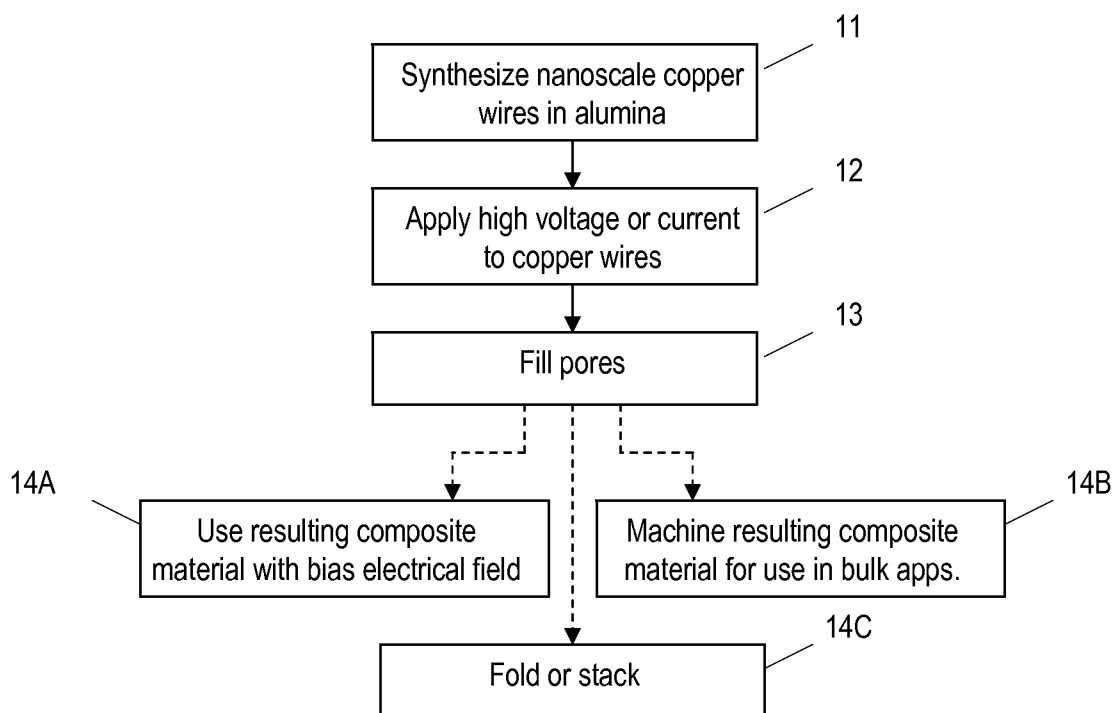 11
Synthesize nanoscale copper
wires in alumina
12
Apply high voltage or current
to copper wires
13
Fill pores
14A
Use resulting composite
material with bias electrical field
14B
Machine resulting composite
material for use in bulk apps.
14C
Fold or stack